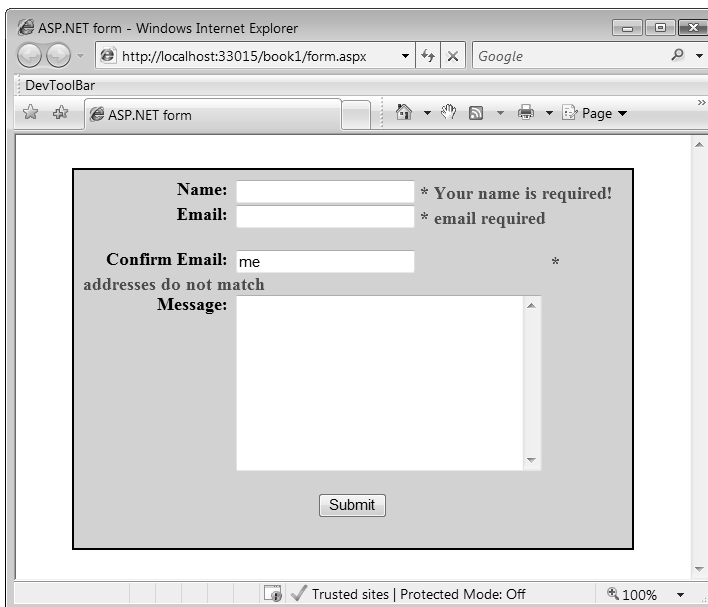 ASP.NET form - Windows Internet Explorer
http://localhost:33015/book1/form.aspx
Google
DevToolBar
ASP.NET form
Page
»
Name: * Your name is required!
Email: * email required
Confirm Email: me *
addresses do not match
Message:
Submit
Trusted sites | Protected Mode: Off
100%